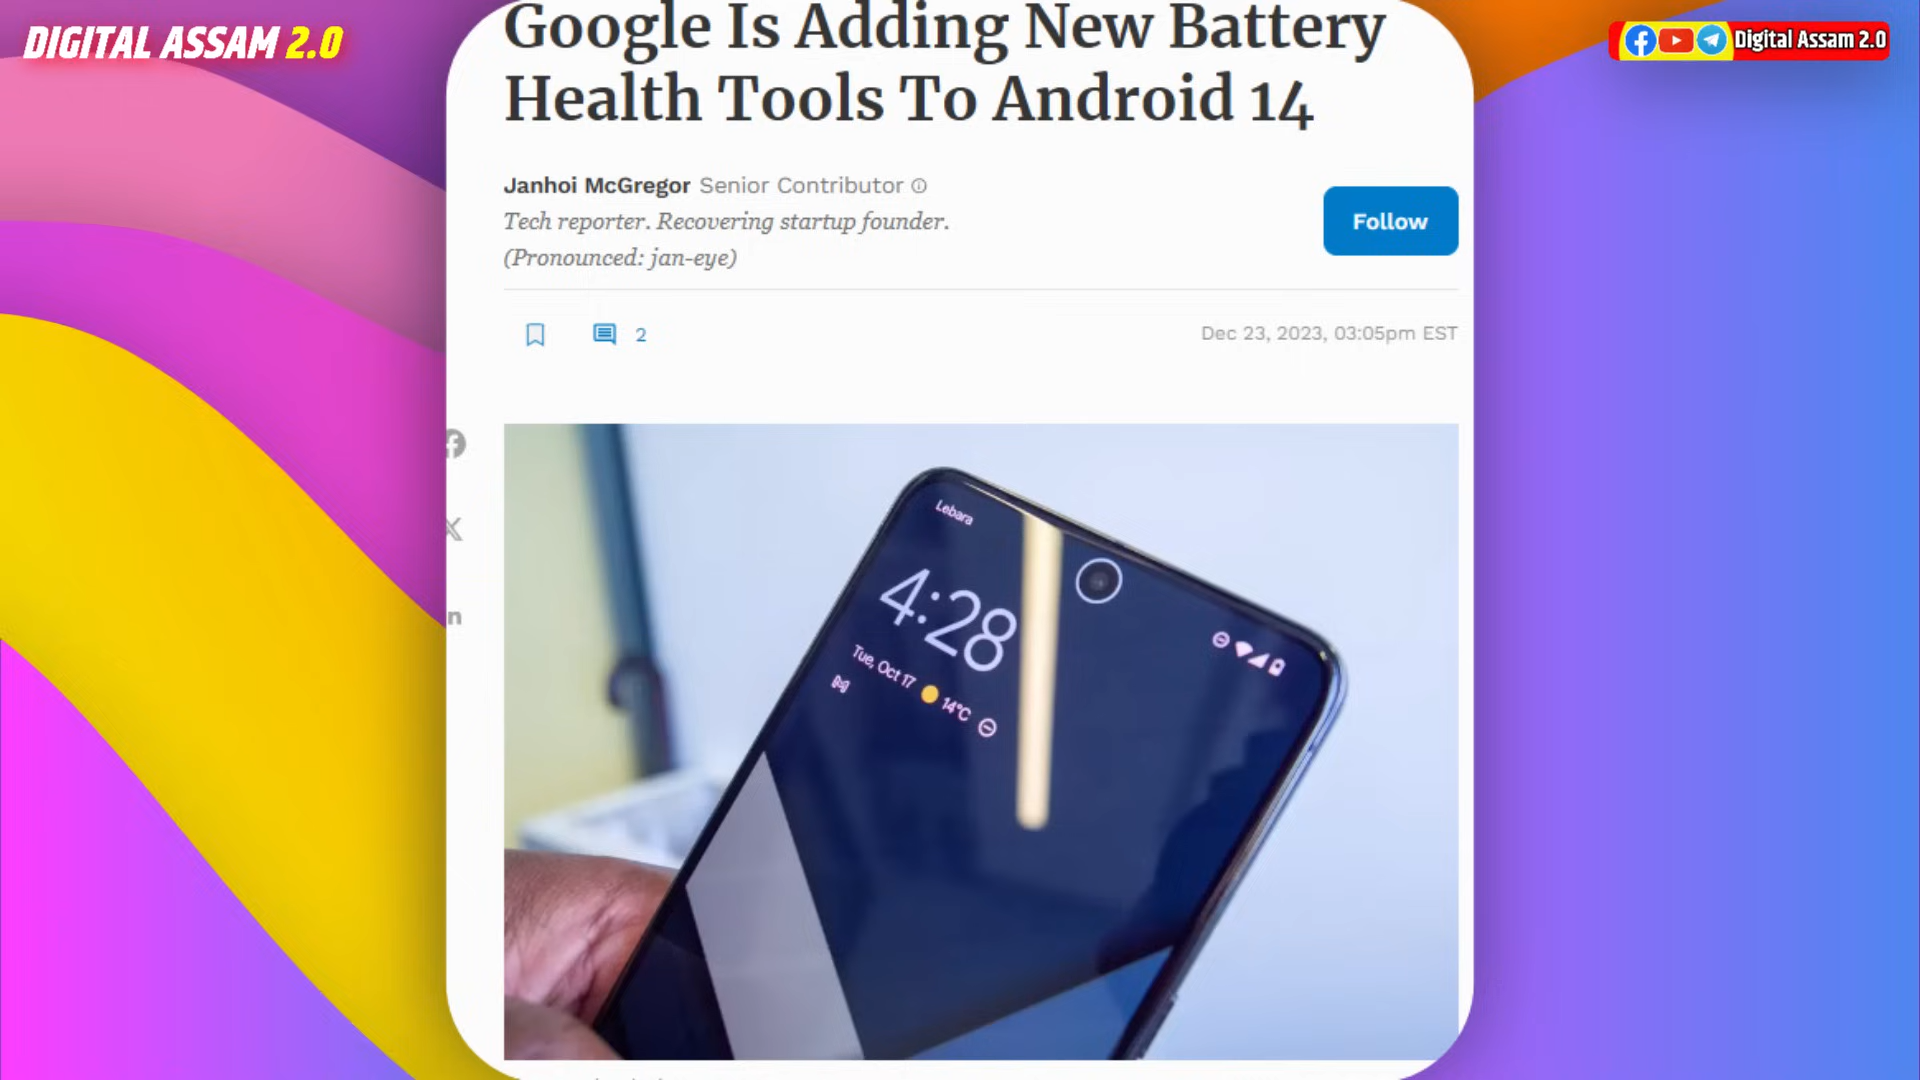 DIGITAL ASSAM 2.0
Digital Assam 2.0
Google Is Adding New Battery
Health Tools To Android 14
Janhoi McGregor Senior Contributor
Tech reporter. Recovering startup founder.
(Pronounced: jan-eye)
Follow
2
Dec 23, 2023, 03:05pm EST
Lebara
4:28
Tue, Oct 17 14°C